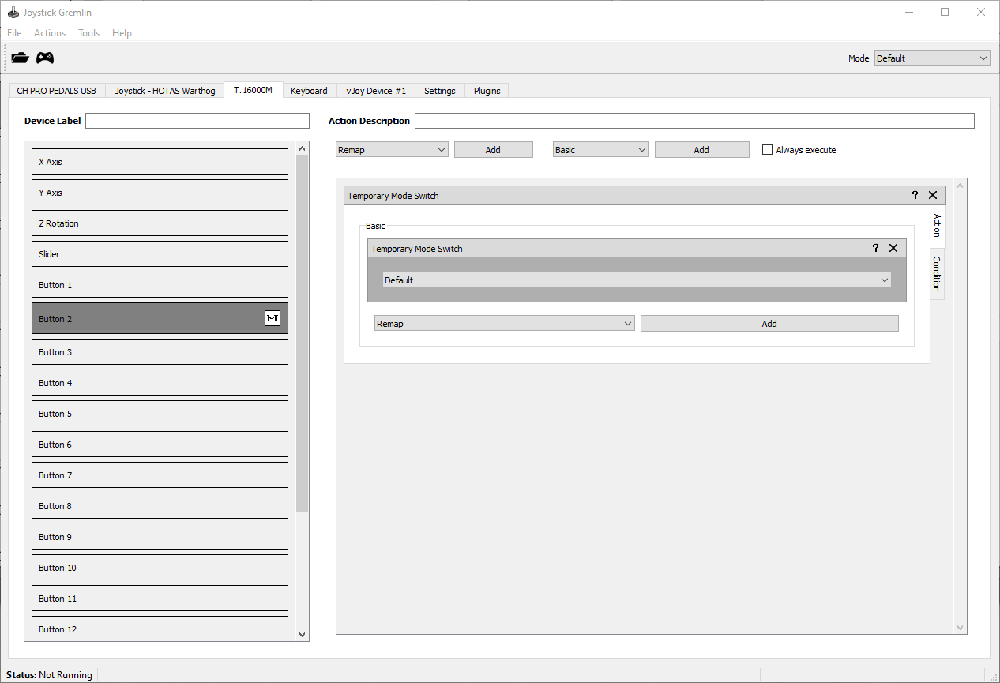 Joystick Gremlin
File Actions Tools Help
Mode Default
CH PRO PEDALS USB Joystick - HOTAS Warthog T.16000M Keyboard vJoy Device #1 Settings Plugins
Device Label Action Description
Remap Add Basic Add Always execute
X Axis
Y Axis
Z Rotation
Slider
Button 1
Button 2
Button 3
Button 4
Button 5
Button 6
Button 7
Button 8
Button 9
Button 10
Button 11
Button 12
Temporary Mode Switch ?
Action
Condition
Basic
Temporary Mode Switch ?
Default
Remap Add
Status: Not Running